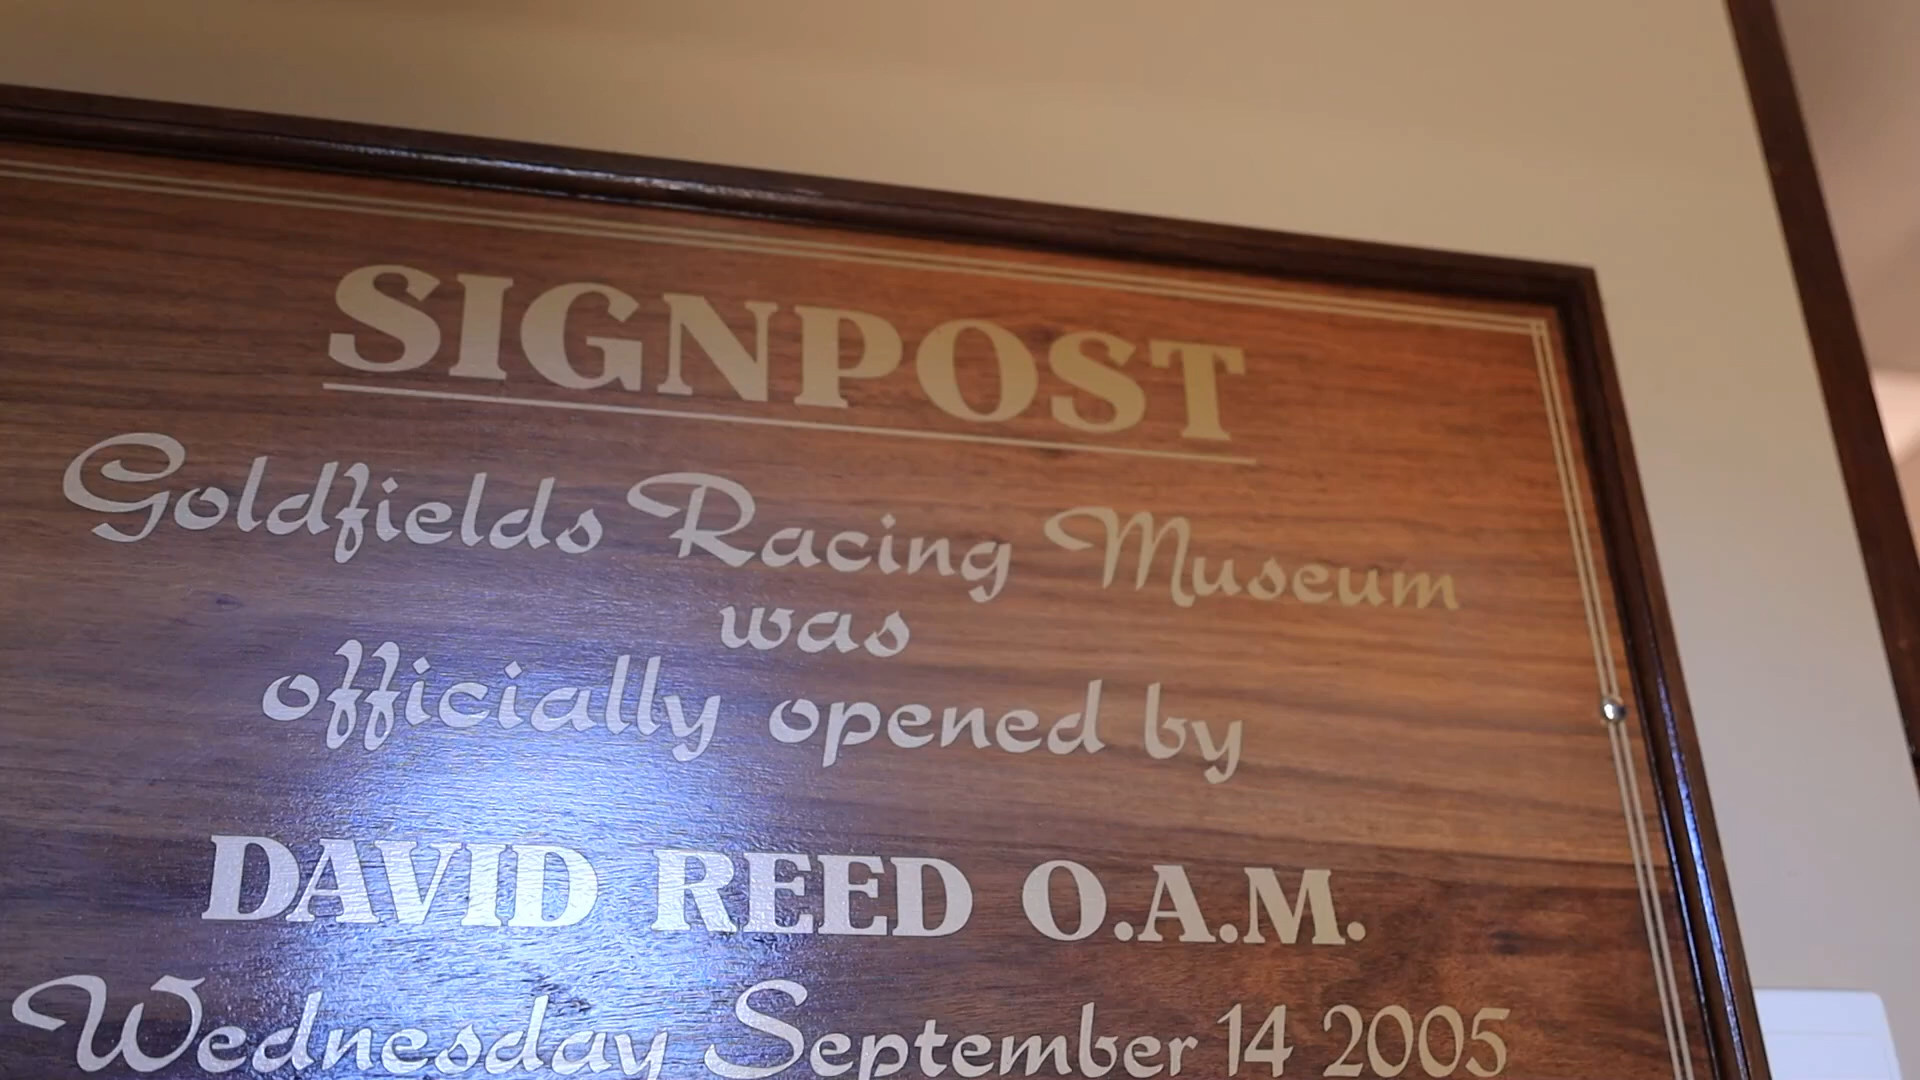 SIGNPOST
Goldfields Racing Museum
was
officially opened by
DAVID REED O.A.M.
Wednesday September 14 2005